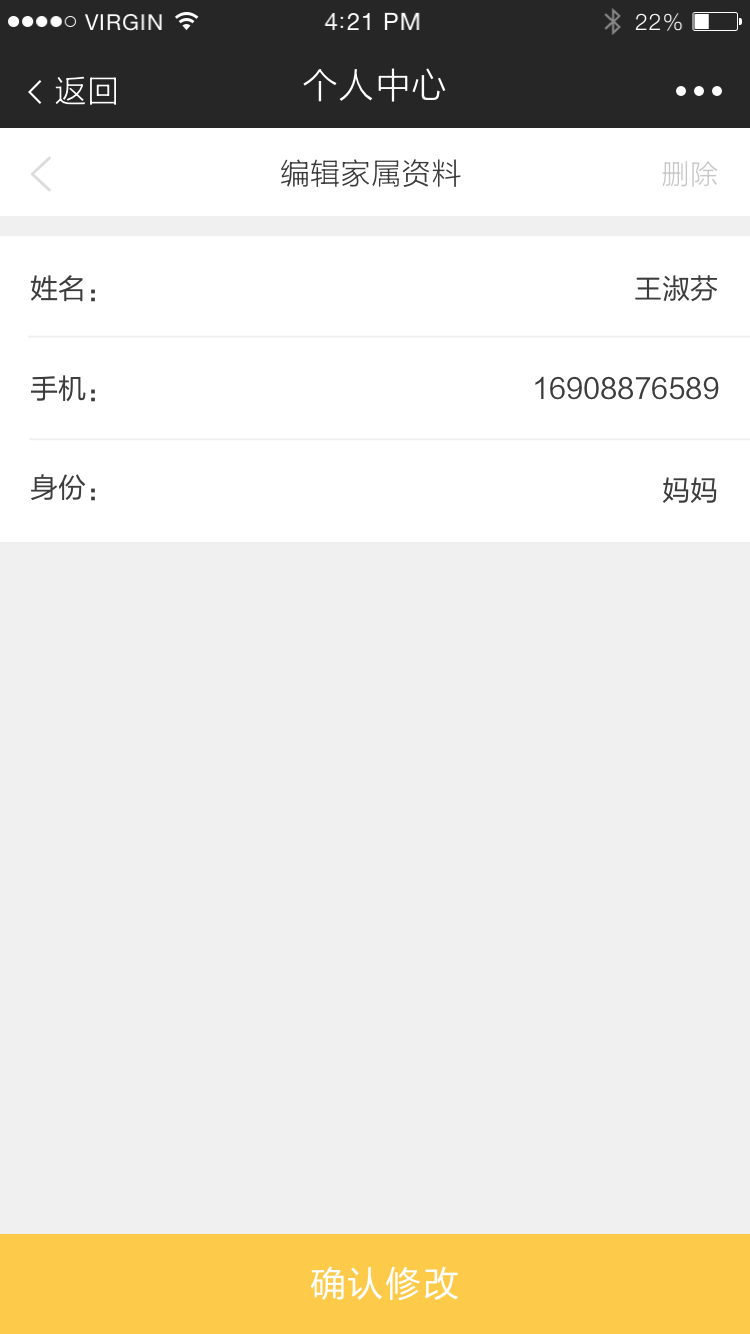 VIRGIN 4:21 PM 22%
返回 个人中心
编辑家属资料 删除
姓名： 王淑芬
手机： 16908876589
身份： 妈妈
确认修改